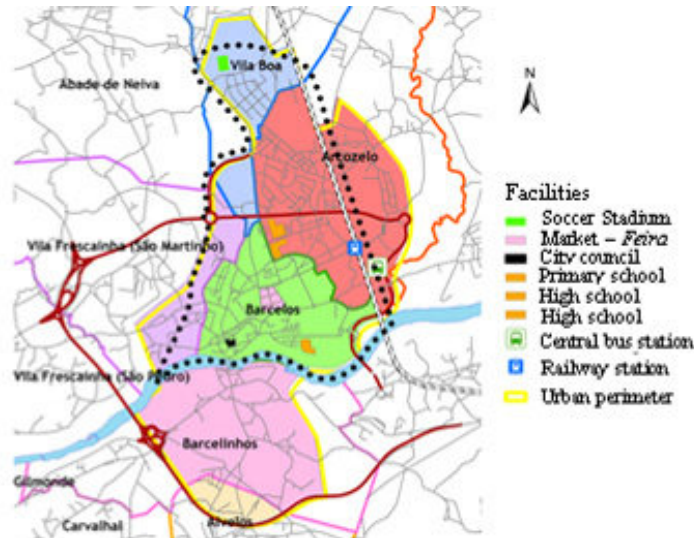 Vila Boa
Abade de Neiva
N
Arcozelo
Facilities
Soccer Stadium
Market – Feira
City council
Primary school
High school
High school
Central bus station
Railway station
Urban perimeter
Vila Frescainha (São Martinho)
Barcelos
Vila Frescainha (São Pedro)
Barcelinhos
Gilmonde
Carvalhal
Alvelos